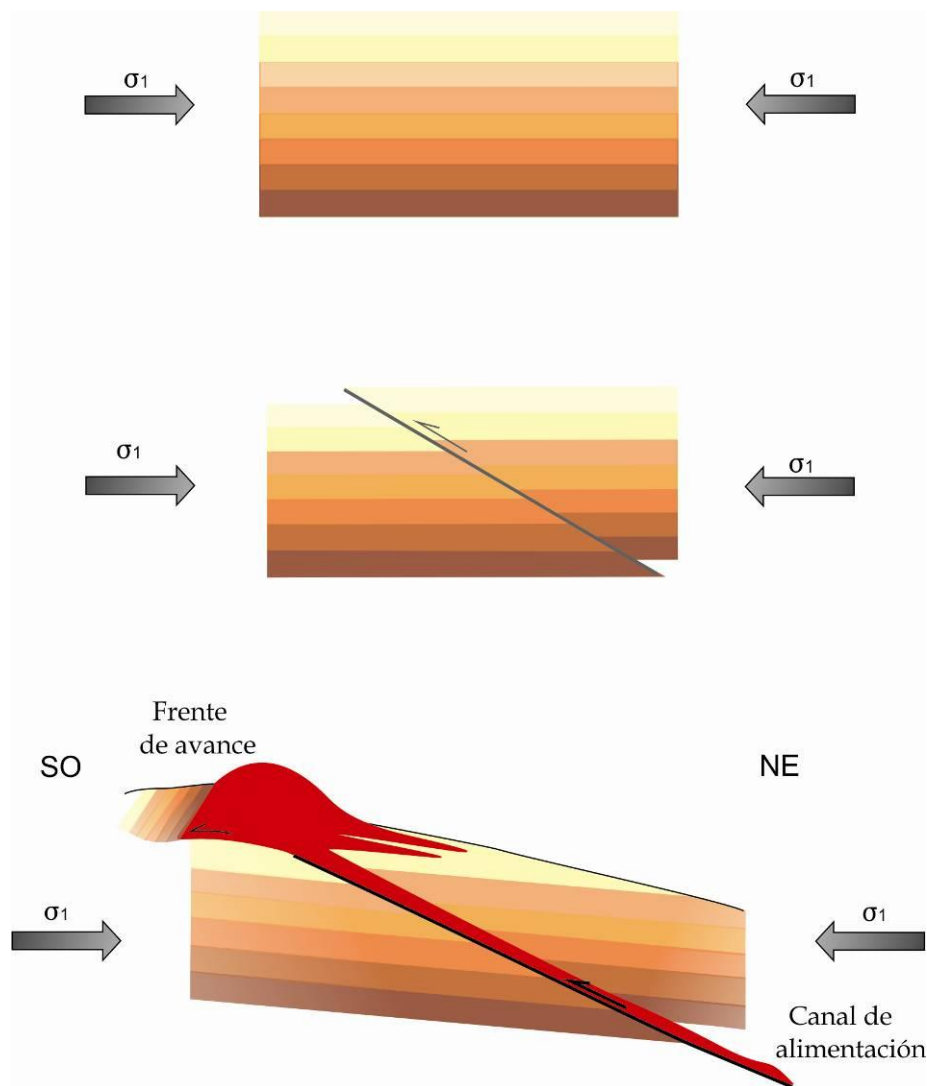 σ1
σ1
σ1
σ1
Frente
de avance
SO
NE
σ1
σ1
Canal de
alimentación